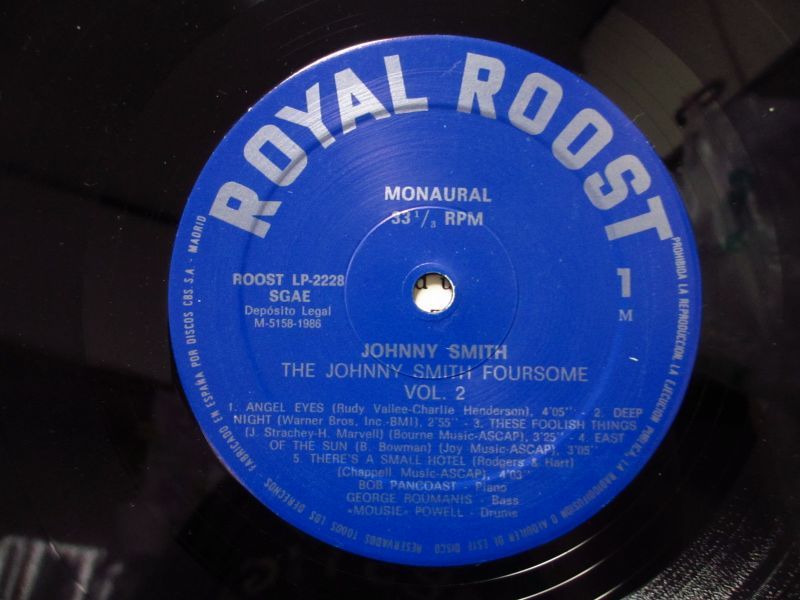 ROYAL ROOST
MONAURAL
33 1/3 RPM
ROOST LP-2228
SGAE
Depósito Legal
M-5158-1986
1
M
JOHNNY SMITH
THE JOHNNY SMITH FOURSOME
VOL. 2
1. ANGEL EYES (Rudy Vallee-Charlie Henderson), 4'05'' - 2. DEEP
NIGHT (Warner Bros, Inc-BMI), 2'55'' - 3. THESE FOOLISH THINGS
(J. Strachey-H. Marvell) (Bourne Music-ASCAP), 3'25'' - 4. EAST
OF THE SUN (B. Bowman) (Joy Music-ASCAP), 3'05''
5. THERE'S A SMALL HOTEL (Rodgers & Hart)
(Chappell Music-ASCAP), 4'03''
BOB PANCOAST - Piano
GEORGE ROUMANIS - Bass
«MOUSIE» POWELL - Drums
FABRICADO EN ESPAÑA POR DISCOS CBS S.A. - MADRID
PROHIBIDA LA REPRODUCCION, LA EJECUCION PUBLICA, LA RADIODIFUSION O ALQUILER DE ESTE DISCO
RESERVADOS TODOS LOS DERECHOS